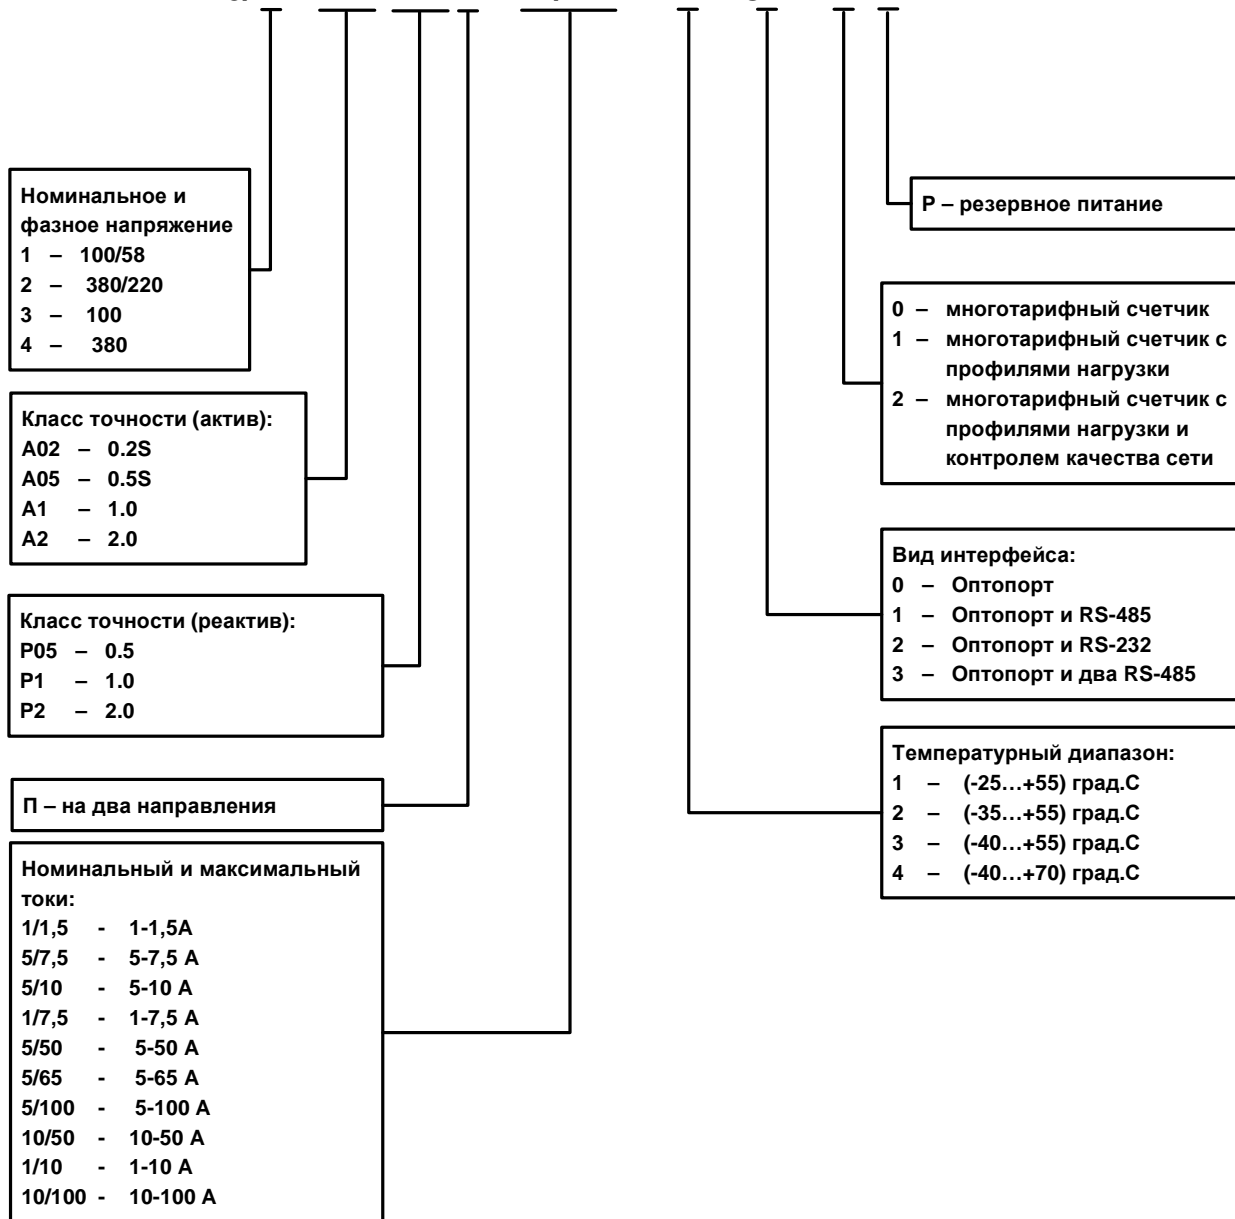 Номинальное и
фазное напряжение
1 – 100/58
2 – 380/220
3 – 100
4 – 380
Класс точности (актив):
А02 – 0.2S
А05 – 0.5S
А1 – 1.0
А2 – 2.0
Класс точности (реактив):
Р05 – 0.5
Р1 – 1.0
Р2 – 2.0
П – на два направления
Номинальный и максимальный
токи:
1/1,5 - 1-1,5А
5/7,5 - 5-7,5 А
5/10 - 5-10 А
1/7,5 - 1-7,5 А
5/50 - 5-50 А
5/65 - 5-65 А
5/100 - 5-100 А
10/50 - 10-50 А
1/10 - 1-10 А
10/100 - 10-100 А
Р – резервное питание
0 – многотарифный счетчик
1 – многотарифный счетчик с
профилями нагрузки
2 – многотарифный счетчик с
профилями нагрузки и
контролем качества сети
Вид интерфейса:
0 – Оптопорт
1 – Оптопорт и RS-485
2 – Оптопорт и RS-232
3 – Оптопорт и два RS-485
Температурный диапазон:
1 – (-25…+55) град.С
2 – (-35…+55) град.С
3 – (-40…+55) град.С
4 – (-40…+70) град.С